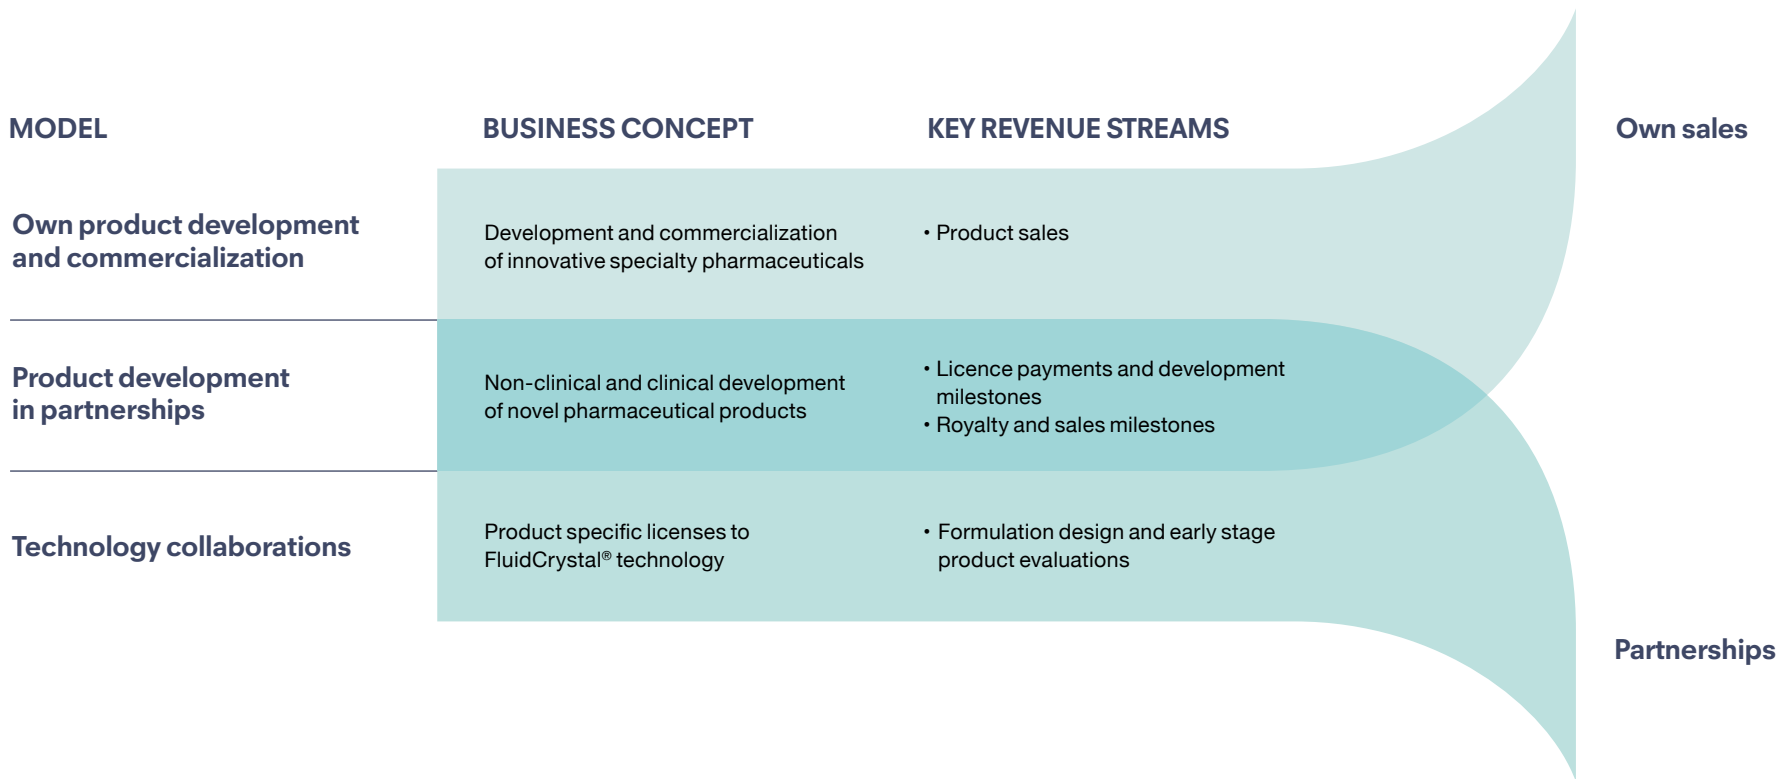 MODEL
BUSINESS CONCEPT
KEY REVENUE STREAMS
Own sales
Own product development
and commercialization
Development and commercialization
of innovative specialty pharmaceuticals
• Product sales
Product development
in partnerships
Non-clinical and clinical development
of novel pharmaceutical products
• Licence payments and development
milestones
• Royalty and sales milestones
Technology collaborations
Product specific licenses to
FluidCrystal® technology
• Formulation design and early stage
product evaluations
Partnerships